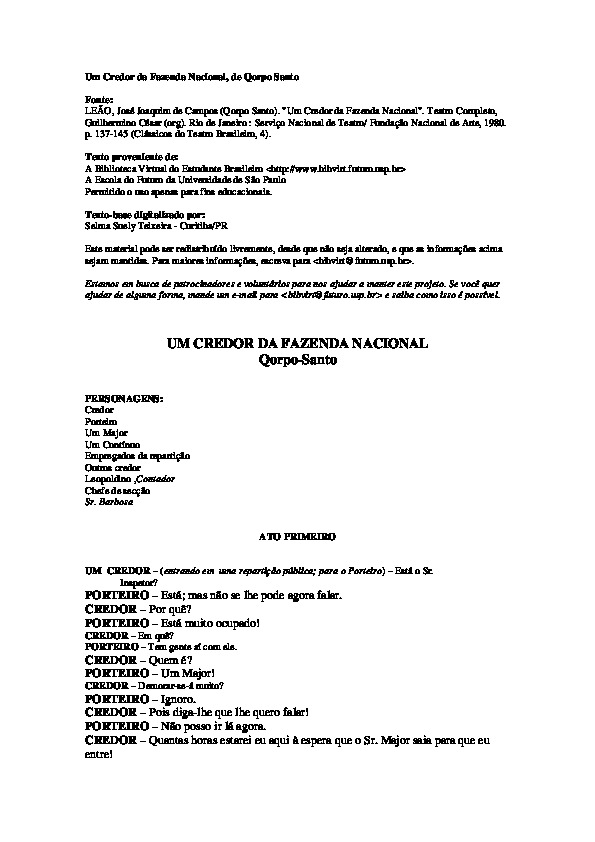 Um Credor da Fazenda Nacional, de Qorpo Santo
Fonte:
LEÃO, José Joaquim de Campos (Qorpo Santo). "Um Credor da Fazenda Nacional". Teatro Completo,
Guilhermino César (org). Rio de Janeiro : Serviço Nacional de Teatro/ Fundação Nacional de Arte, 1980.
p. 137-145 (Clássicos do Teatro Brasileiro, 4).
Texto proveniente de:
A Biblioteca Virtual do Estudante Brasileiro <http://www.bibvirt.futuro.usp.br>
A Escola do Futuro da Universidade de São Paulo
Permitido o uso apenas para fins educacionais.
Texto-base digitalizado por:
Selma Suely Teixeira - Curitiba/PR
Este material pode ser redistribuído livremente, desde que não seja alterado, e que as informações acima
sejam mantidas. Para maiores informações, escreva para <bibvirt@futuro.usp.br>.
Estamos em busca de patrocinadores e voluntários para nos ajudar a manter este projeto. Se você quer
ajudar de alguma forma, mande um e-mail para <bibvirt@futuro.usp.br> e saiba como isso é possível.
UM CREDOR DA FAZENDA NACIONAL
Qorpo-Santo
PERSONAGENS:
Credor
Porteiro
Um Major
Um Contínuo
Empregados da repartição
Outros credor
Leopoldino ,Contador
Chefe de secção
Sr. Barbosa
ATO PRIMEIRO
UM CREDOR – (entrando em uma repartição pública; para o Porteiro) – Está o Sr.
Inspetor?
PORTEIRO – Está; mas não se lhe pode agora falar.
CREDOR – Por quê?
PORTEIRO – Está muito ocupado!
CREDOR – Em quê?
PORTEIRO – Tem gente aí com ele.
CREDOR – Quem é?
PORTEIRO – Um Major!
CREDOR – Demorar-se-á muito?
PORTEIRO – Ignoro.
CREDOR – Pois diga-lhe que lhe quero falar!
PORTEIRO – Não posso ir lá agora.
CREDOR – Quantas horas estarei eu aqui à espera que o Sr. Major saia para que eu
entre!